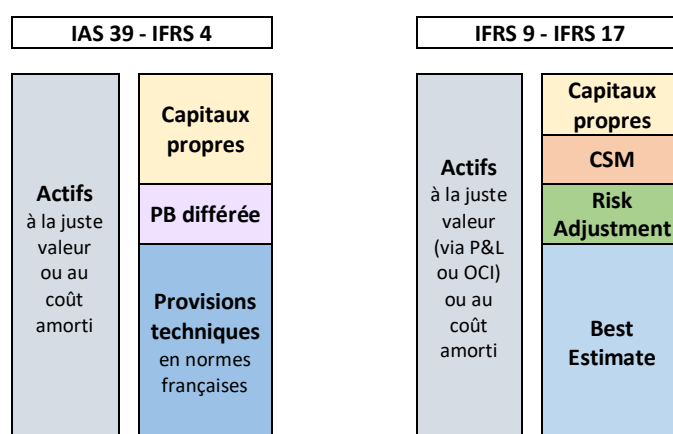 IAS 39 - IFRS 4
Actifs
à la juste
valeur
ou au
coût
amorti
Capitaux
propres
PB différée
Provisions
techniques
en normes
françaises
IFRS 9 - IFRS 17
Actifs
à la juste
valeur
(via P&L
ou OCI)
ou au
coût
amorti
Capitaux
propres
CSM
Risk
Adjustment
Best
Estimate